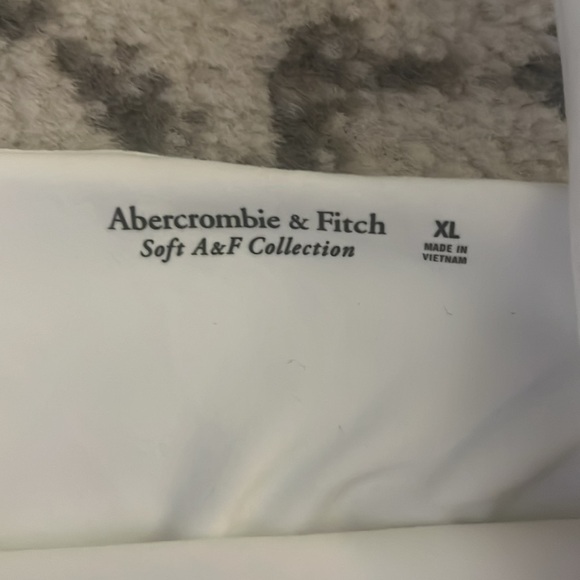 Abercrombie & Fitch
Soft A&F Collection
XL
MADE IN
VIETNAM